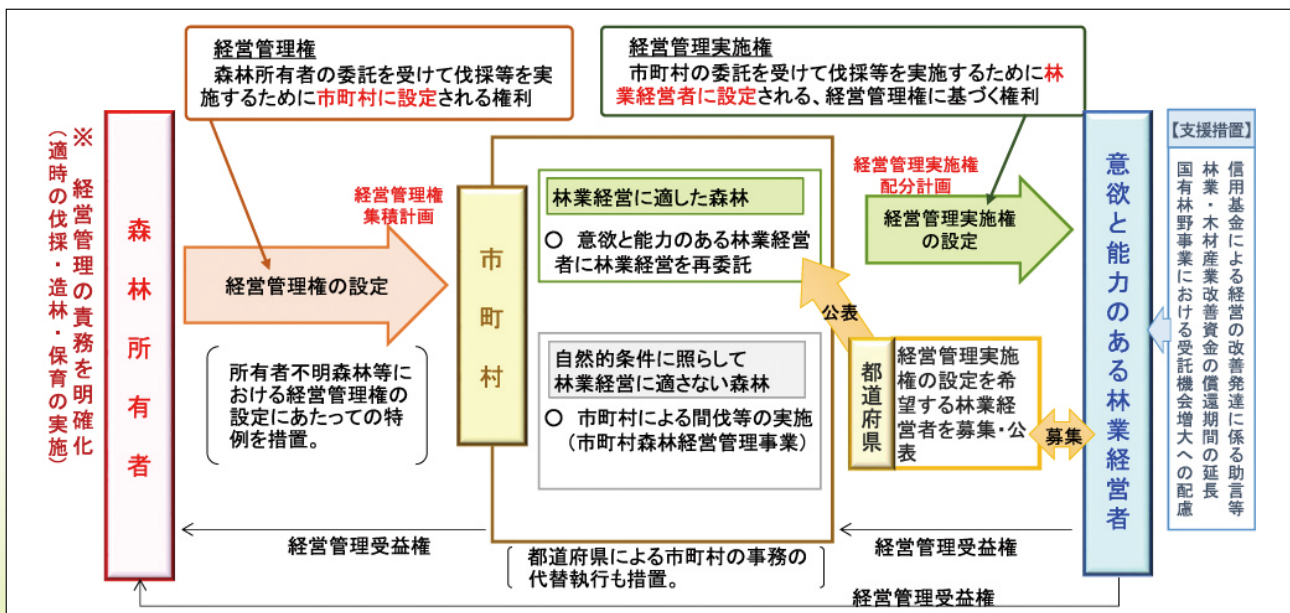 経営管理権
森林所有者の委託を受けて伐採等を実
施するために市町村に設定される権利
経営管理実施権
市町村の委託を受けて伐採等を実施するために林
業経営者に設定される、経営管理権に基づく権利
※　経営管理の責務を明確化
（適時の伐採・造林・保育の実施）
森林所有者
経営管理権
集積計画
経営管理権の設定
所有者不明森林等に
おける経営管理権の
設定にあたっての特
例を措置。
市町村
林業経営に適した森林
○　意欲と能力のある林業経営
者に林業経営を再委託
自然的条件に照らして
林業経営に適さない森林
○　市町村による間伐等の実施
（市町村森林経営管理事業）
経営管理実施権
配分計画
経営管理実施権
の設定
公表
都道府県
経営管理実施
権の設定を希
望する林業経
営者を募集・公
表
募集
意欲と能力のある林業経営者
【支援措置】
信用基金による経営の改善発達に係る助言等
林業・木材産業改善資金の償還期間の延長
国有林野事業における受託機会増大への配慮
経営管理受益権
都道府県による市町村の事務の
代替執行も措置。
経営管理受益権
経営管理受益権